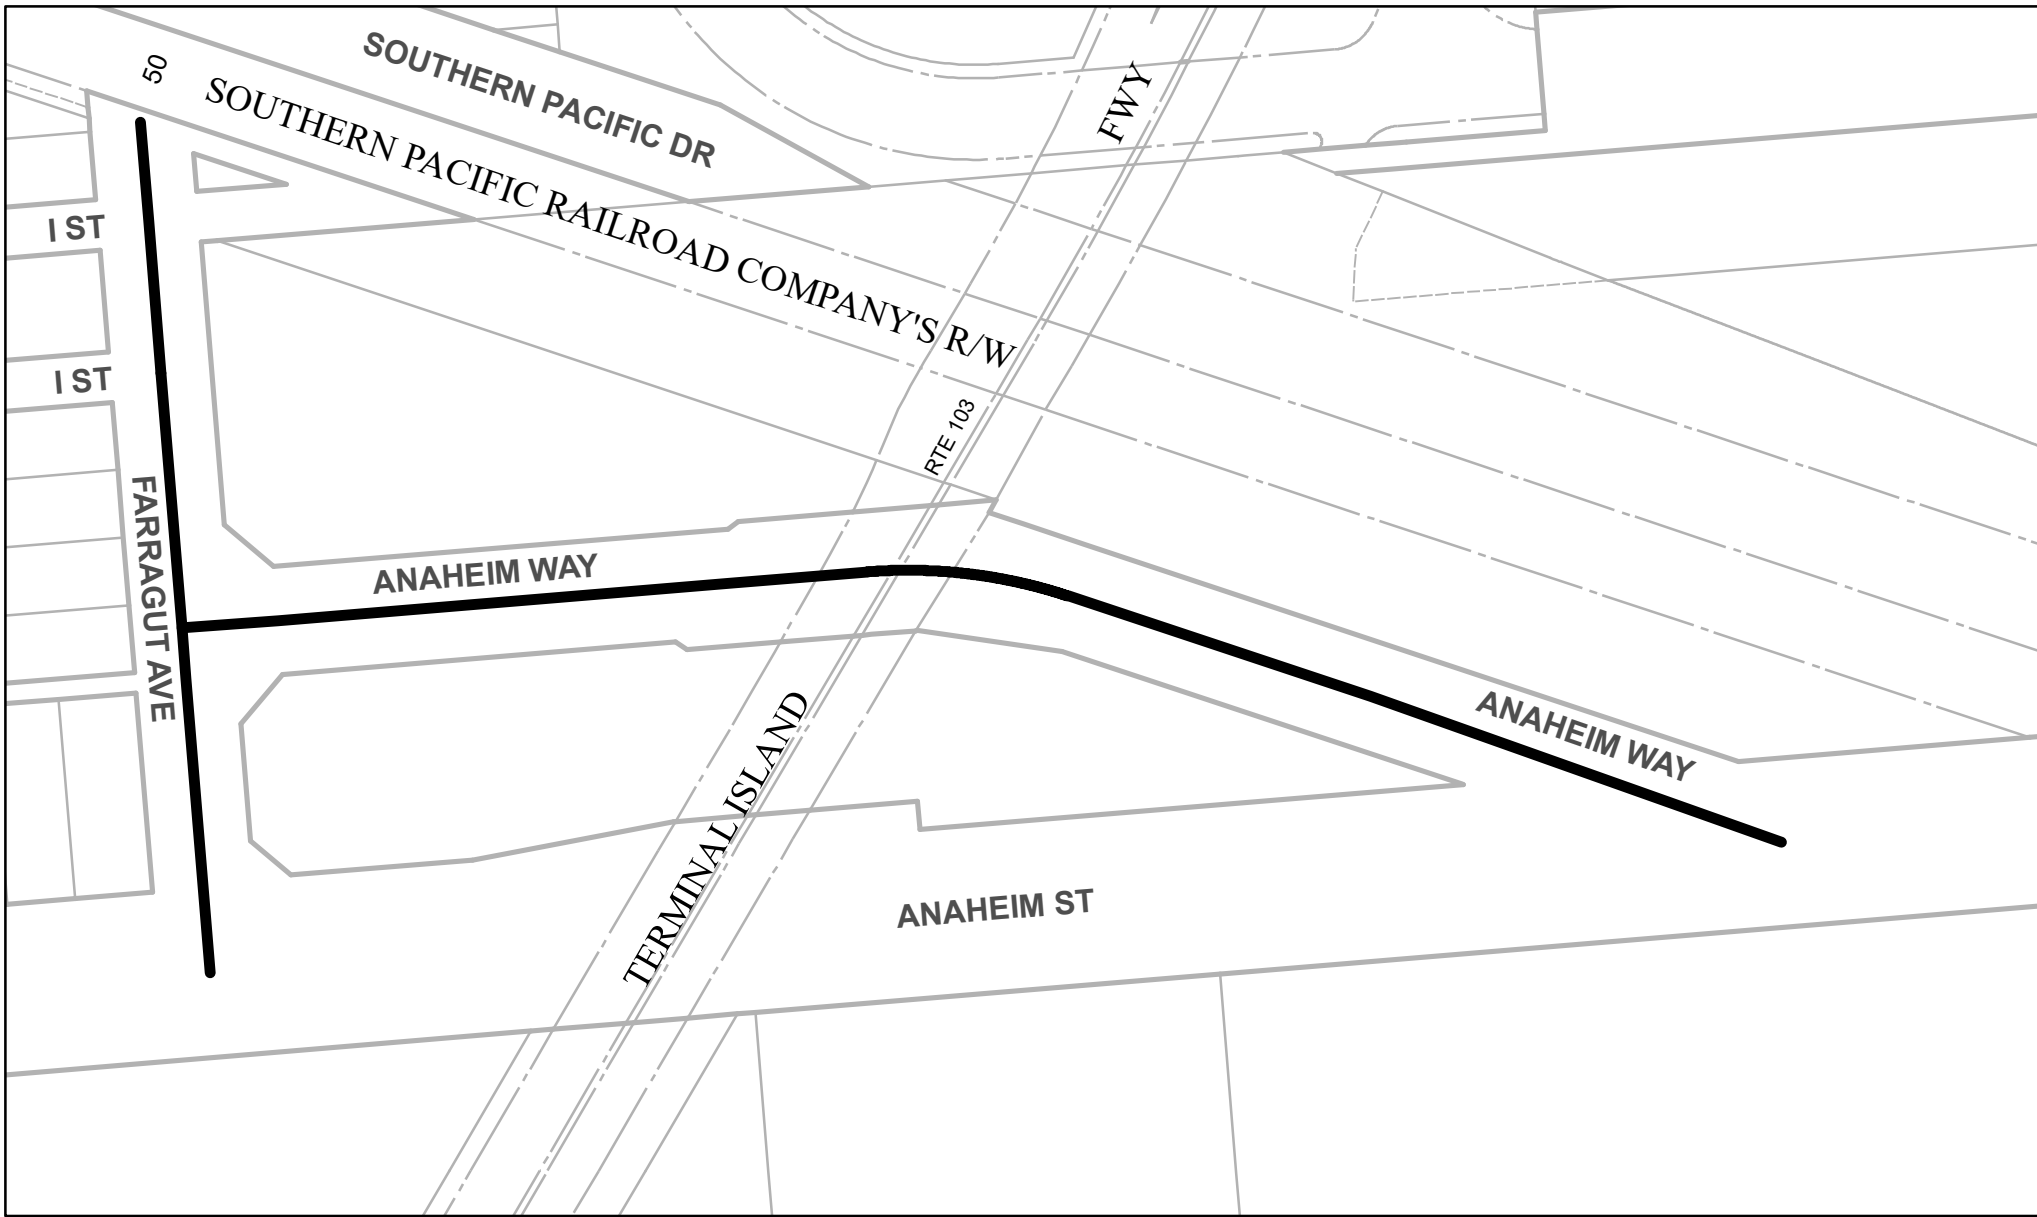 SOUTHERN PACIFIC DR
50
SOUTHERN PACIFIC RAILROAD COMPANY'S R/W
FWY
I ST
I ST
RTE 103
FARRAGUT AVE
ANAHEIM WAY
TERMINAL ISLAND
ANAHEIM WAY
ANAHEIM ST